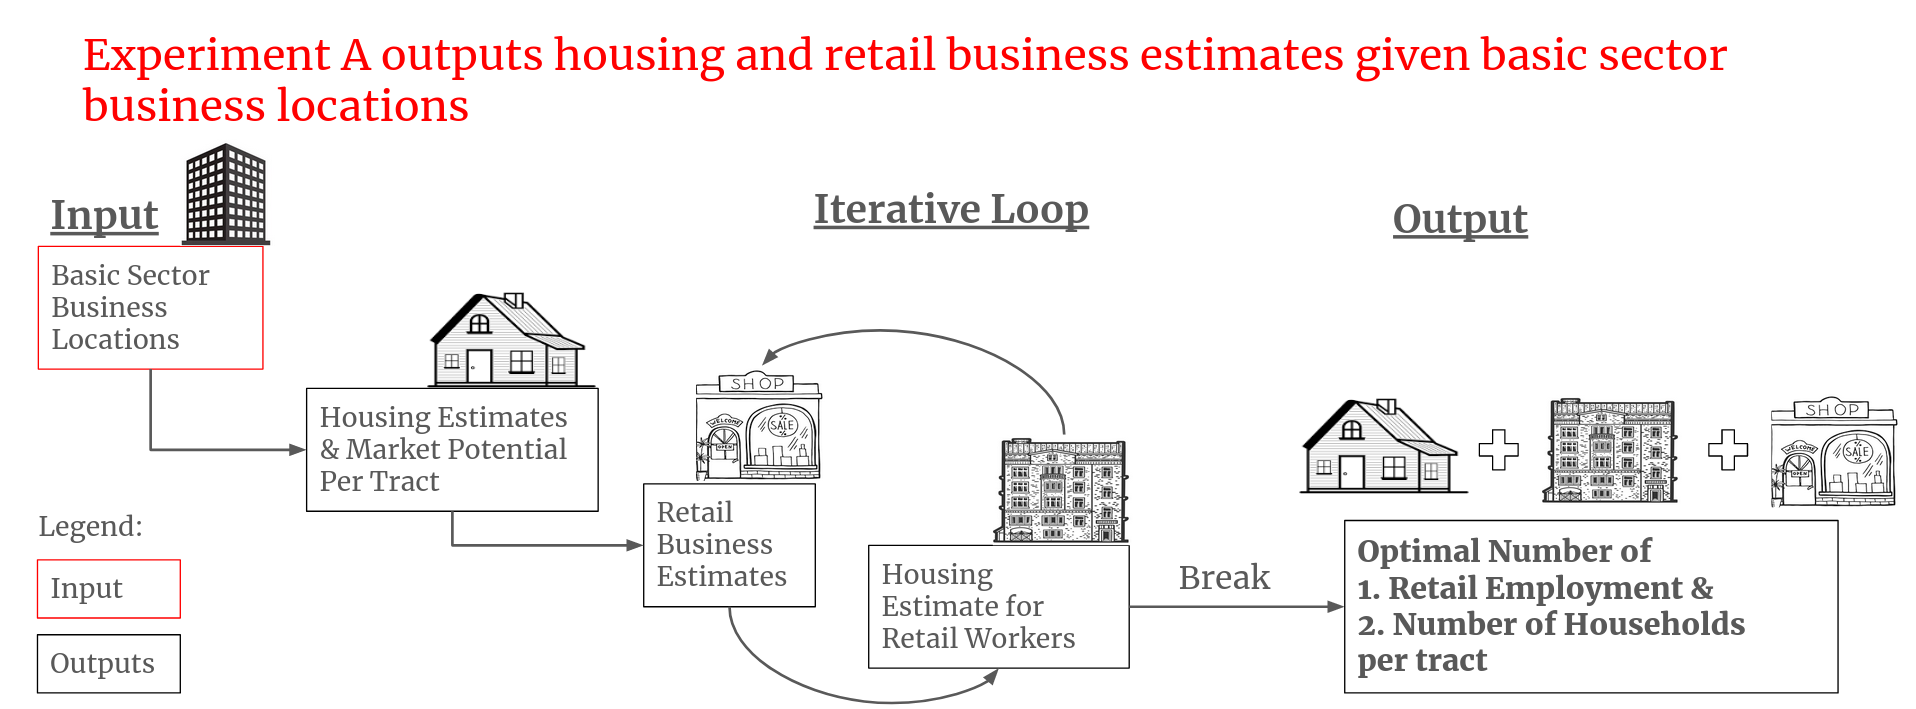 Experiment A outputs housing and retail business estimates given basic sector
business locations
Input
Iterative Loop
Output
Basic Sector
Business
Locations
Housing Estimates
& Market Potential
Per Tract
SHOP
WELCOME
OPEN
SALE
Retail
Business
Estimates
Housing
Estimate for
Retail Workers
Break
SHOP
WELCOME
OPEN
SALE
Optimal Number of
1. Retail Employment &
2. Number of Households
per tract
Legend:
Input
Outputs